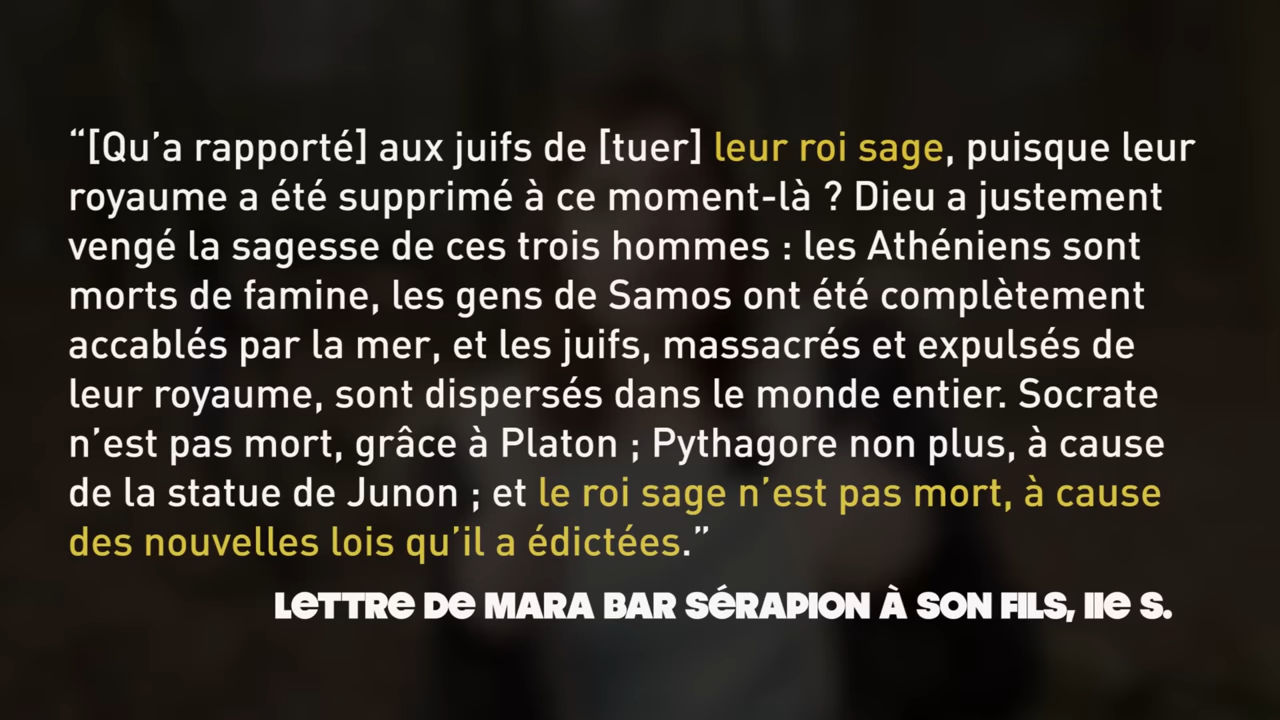 “[Qu’a rapporté] aux juifs de [tuer] leur roi sage, puisque leur
royaume a été supprimé à ce moment-là ? Dieu a justement
vengé la sagesse de ces trois hommes : les Athéniens sont
morts de famine, les gens de Samos ont été complètement
accablés par la mer, et les juifs, massacrés et expulsés de
leur royaume, sont dispersés dans le monde entier. Socrate
n’est pas mort, grâce à Platon ; Pythagore non plus, à cause
de la statue de Junon ; et le roi sage n’est pas mort, à cause
des nouvelles lois qu’il a édictées.”
LETTRE DE MARA BAR SÉRAPION À SON FILS, IIe S.